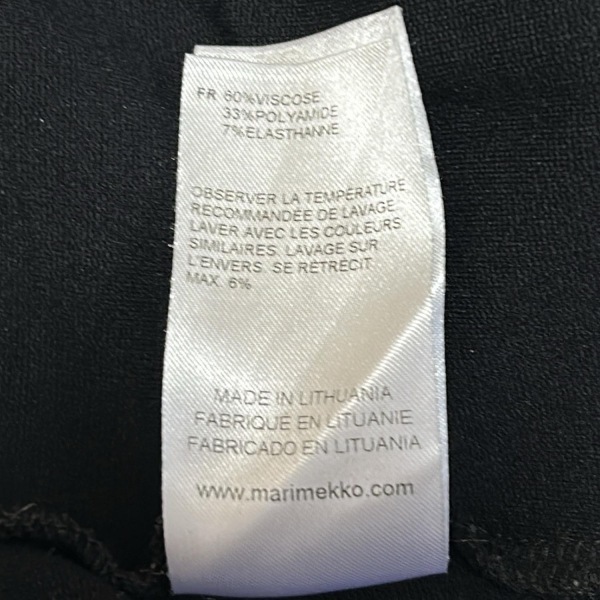 FR 60%VISCOSE
33%POLYAMIDE
7%ELASTHANNE
OBSERVER LA TEMPÉRATURE
RECOMMANDÉE DE LAVAGE.
LAVER AVEC LES COULEURS
SIMILAIRES. LAVAGE SUR
L'ENVERS. SE RÉTRÉCIT
MAX. 6%
MADE IN LITHUANIA
FABRIQUE EN LITUANIE
FABRICADO EN LITUANIA
www.marimekko.com